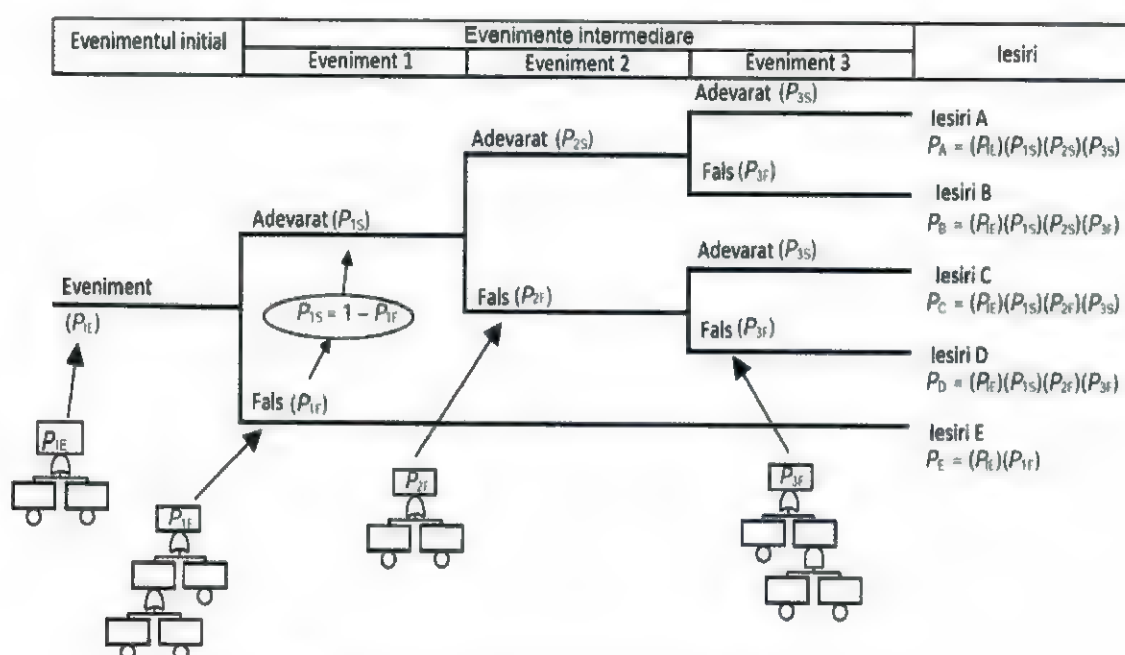 Evenimentul initial
Evenimente intermediare
Iesiri
Eveniment 1
Eveniment 2
Eveniment 3
Adevarat (P3S)
Iesiri A
PA = (PIE)(P1S)(P2S)(P3S)
Adevarat (P2S)
Fals (P3F)
Iesiri B
PB = (PIE)(P1S)(P2S)(P3F)
Adevarat (P1S)
Adevarat (P3S)
Iesiri C
PC = (PIE)(P1S)(P2F)(P3S)
Eveniment
(PIE)
P1S = 1 – P1F
Fals (P2F)
Fals (P3F)
Iesiri D
PD = (PIE)(P1S)(P2F)(P3F)
Fals (P1F)
Iesiri E
PE = (PIE)(P1F)
PIE
P1F
P2F
P3F